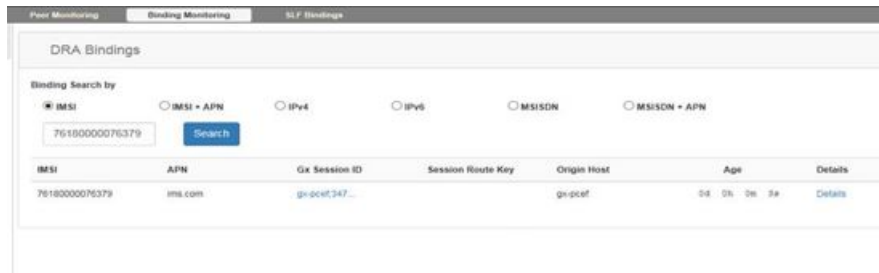 Peer Monitoring Binding Monitoring SLF Bindings
DRA Bindings
Binding Search by
IMSI IMSI + APN IPv4 IPv6 MSISDN MSISDN + APN
76180000076379 Search
IMSI APN Gx Session ID Session Route Key Origin Host Age Details
76180000076379 ims.com gx-pcef;347... gx-pcef 0d 0h 0m Details